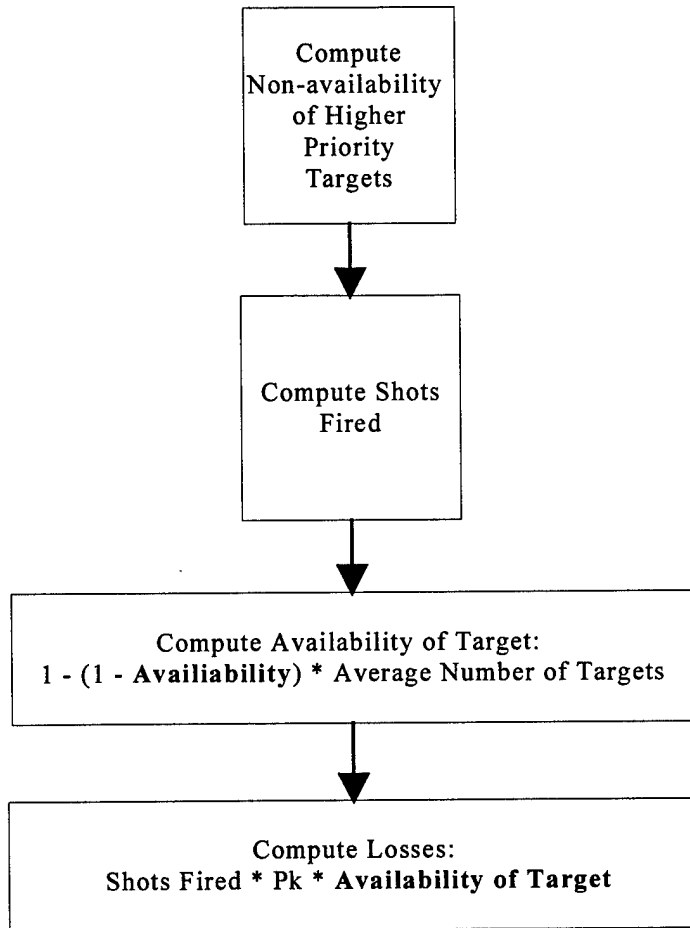 Compute
Non-availability
of Higher
Priority
Targets
Compute Shots
Fired
Compute Availability of Target:
1 - (1 - Availiability) * Average Number of Targets
Compute Losses:
Shots Fired * Pk * Availability of Target